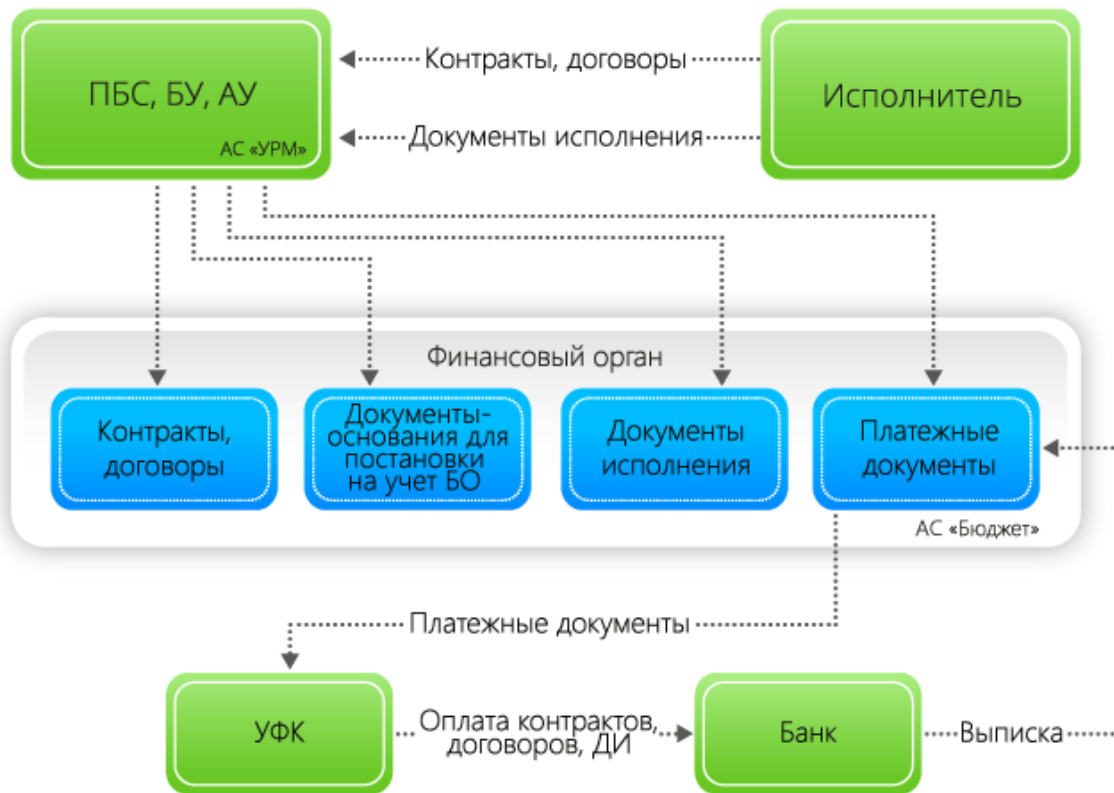 ПБС, БУ, АУ
АС «УРМ»
Контракты, договоры
Документы исполнения
Исполнитель
Финансовый орган
Контракты,
договоры
Документы-
основания для
постановки
на учет БО
Документы
исполнения
Платежные
документы
АС «Бюджет»
Платежные документы
УФК
Оплата контрактов,
договоров, ДИ
Банк
Выписка